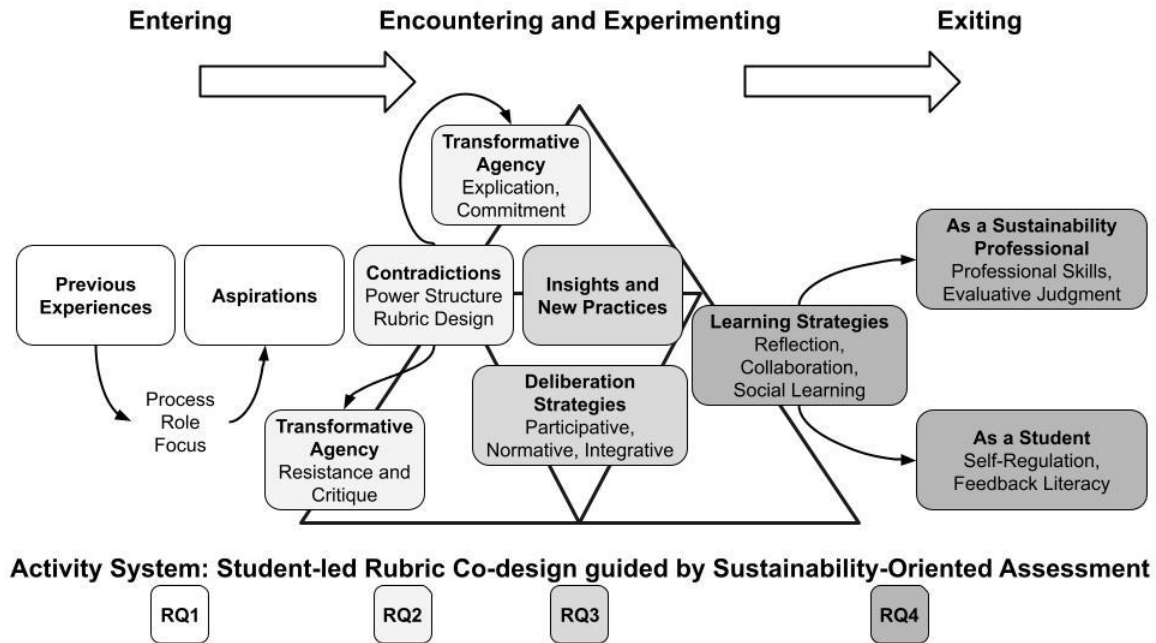 Entering
Encountering and Experimenting
Exiting
Transformative
Agency
Explication,
Commitment
Previous
Experiences
Aspirations
Process
Role
Focus
Contradictions
Power Structure
Rubric Design
Insights and
New Practices
Transformative
Agency
Resistance and
Critique
Deliberation
Strategies
Participative,
Normative, Integrative
Learning Strategies
Reflection,
Collaboration,
Social Learning
As a Sustainability
Professional
Professional Skills,
Evaluative Judgment
As a Student
Self-Regulation,
Feedback Literacy
Activity System: Student-led Rubric Co-design guided by Sustainability-Oriented Assessment
RQ1
RQ2
RQ3
RQ4